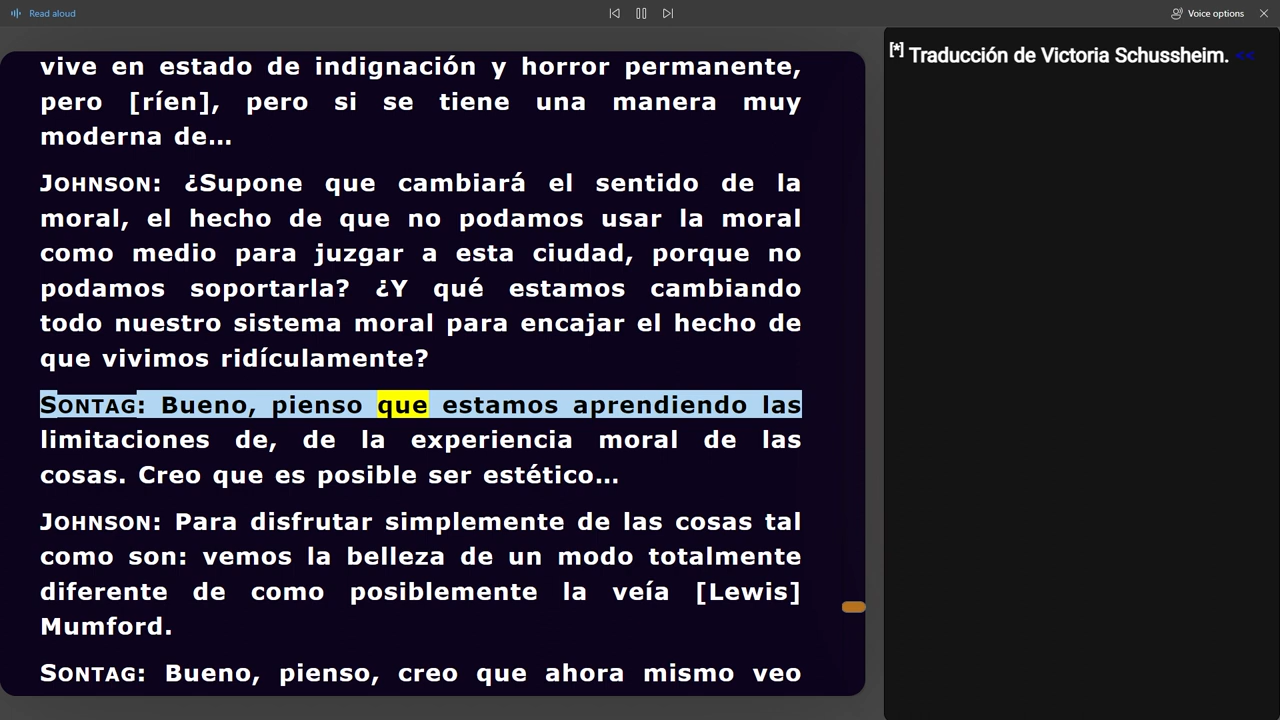 Read aloud
Voice options
vive en estado de indignación y horror permanente,
pero [ríen], pero si se tiene una manera muy
moderna de...
JOHNSON: ¿Supone que cambiará el sentido de la
moral, el hecho de que no podamos usar la moral
como medio para juzgar a esta ciudad, porque no
podamos soportarla? ¿Y qué estamos cambiando
todo nuestro sistema moral para encajar el hecho de
que vivimos ridículamente?
SONTAG: Bueno, pienso que estamos aprendiendo las
limitaciones de, de la experiencia moral de las
cosas. Creo que es posible ser estético...
JOHNSON: Para disfrutar simplemente de las cosas tal
como son: vemos la belleza de un modo totalmente
diferente de como posiblemente la veía [Lewis]
Mumford.
SONTAG: Bueno, pienso, creo que ahora mismo veo
[*] Traducción de Victoria Schussheim. <<